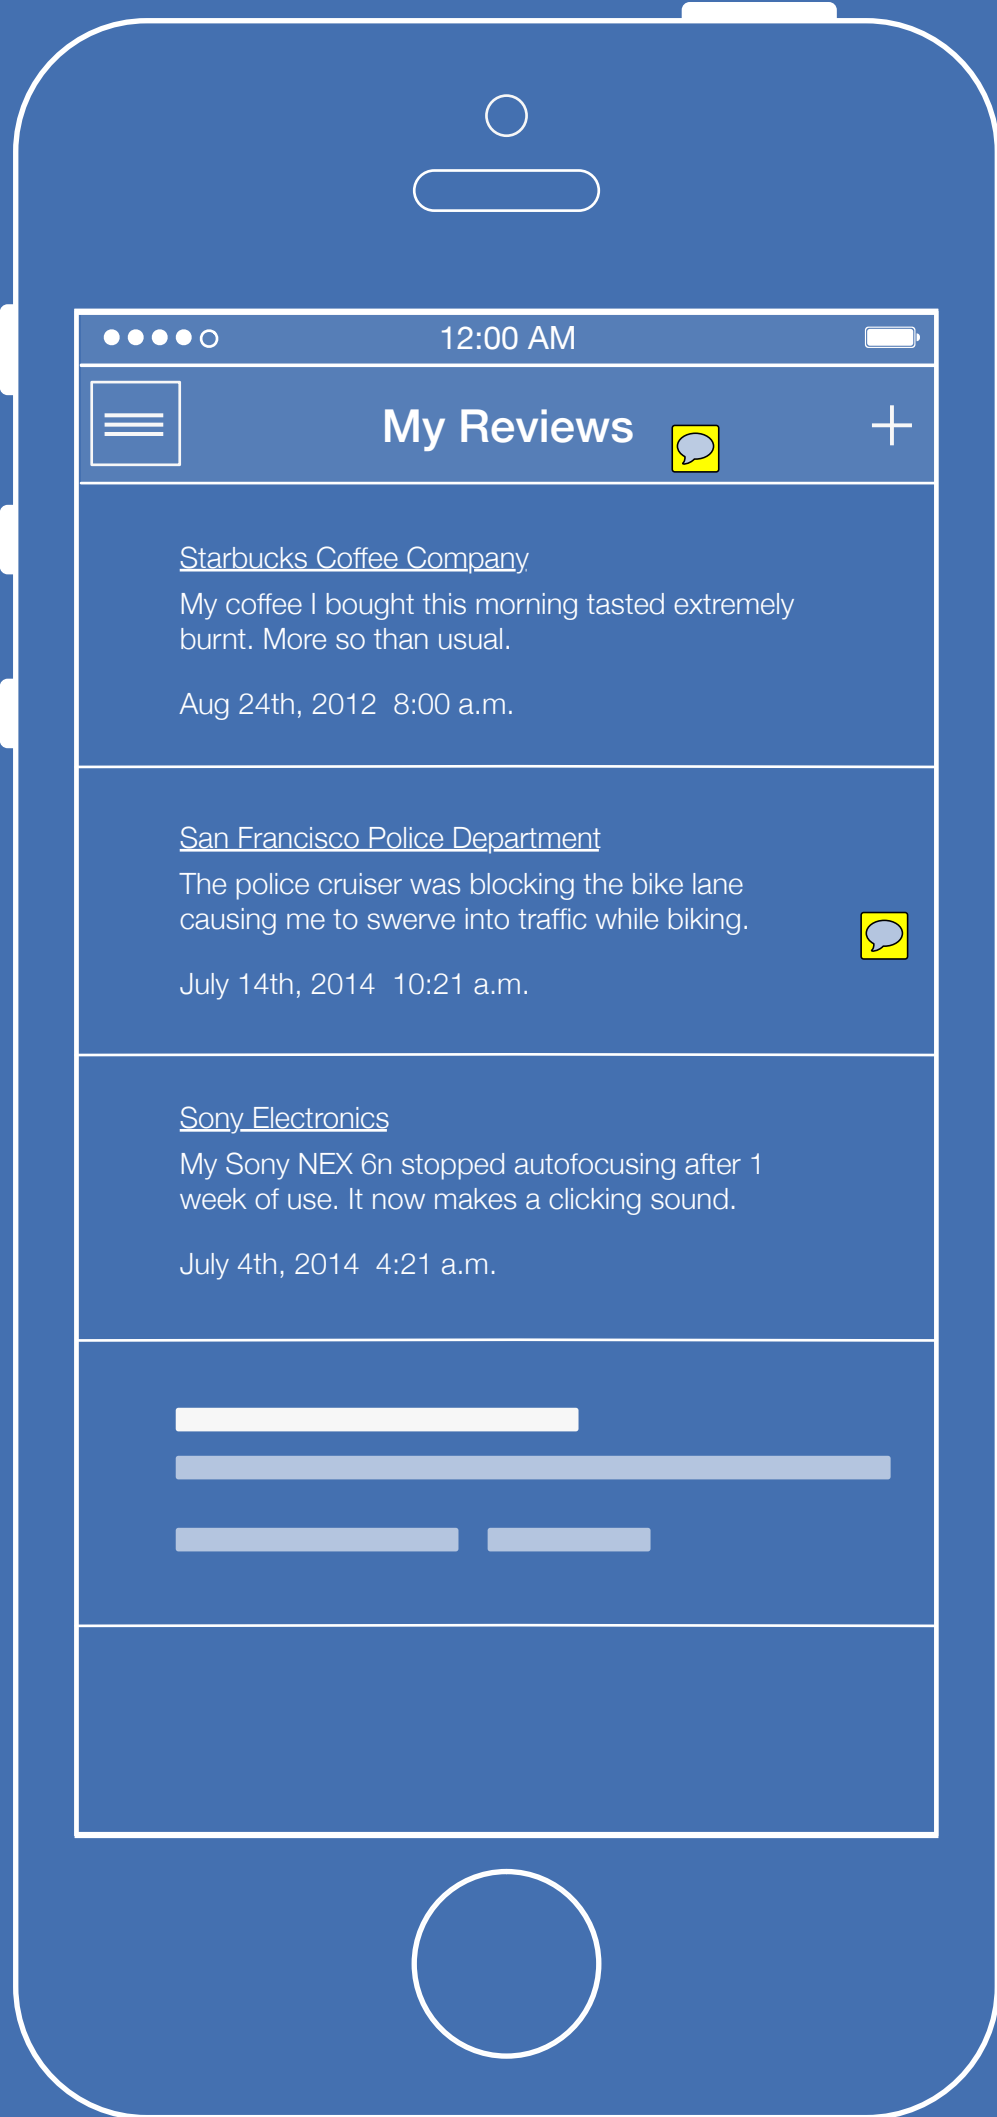 12:00 AM
My Reviews
Starbucks Coffee Company
My coffee I bought this morning tasted extremely
burnt. More so than usual.
Aug 24th, 2012  8:00 a.m.
San Francisco Police Department
The police cruiser was blocking the bike lane
causing me to swerve into traffic while biking.
July 14th, 2014  10:21 a.m.
Sony Electronics
My Sony NEX 6n stopped autofocusing after 1
week of use. It now makes a clicking sound.
July 4th, 2014  4:21 a.m.